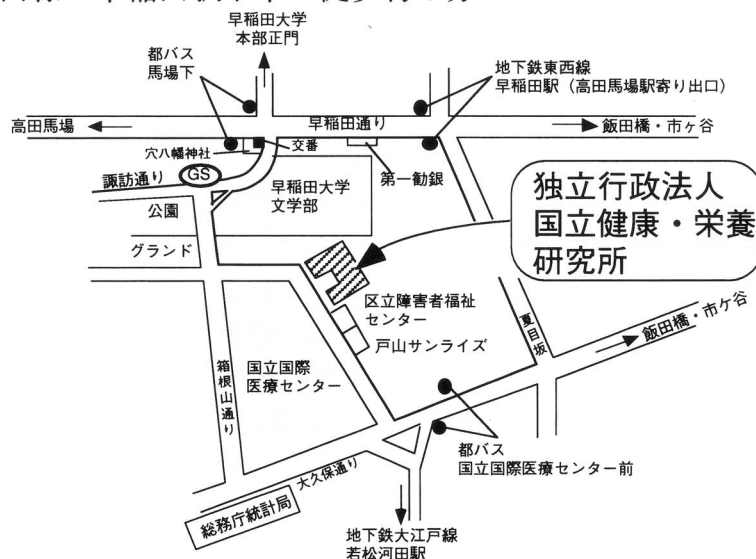 早稲田大学
本部正門
都バス
馬場下
地下鉄東西線
早稲田駅（高田馬場駅寄り出口）
高田馬場
早稲田通り
飯田橋・市ヶ谷
穴八幡神社
交番
第一勧銀
諏訪通り
GS
早稲田大学
文学部
公園
グランド
独立行政法人
国立健康・栄養
研究所
区立障害者福祉
センター
戸山サンライズ
夏目坂
飯田橋・市ケ谷
箱根山通り
国立国際
医療センター
都バス
国立国際医療センター前
大久保通り
総務庁統計局
地下鉄大江戸線
若松河田駅